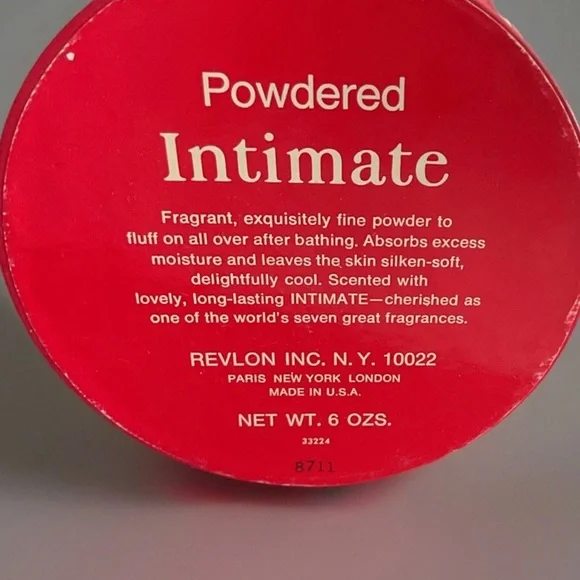 Powdered
Intimate
Fragrant, exquisitely fine powder to
fluff on all over after bathing. Absorbs excess
moisture and leaves the skin silken-soft,
delightfully cool. Scented with
lovely, long-lasting INTIMATE—cherished as
one of the world's seven great fragrances.
REVLON INC. N. Y. 10022
PARIS NEW YORK LONDON
MADE IN U.S.A.
NET WT. 6 OZS.
33224
8711